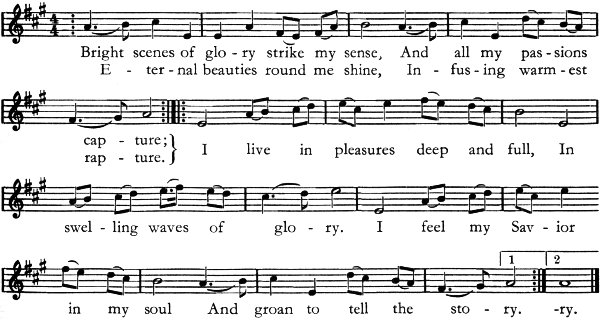 Bright scenes of glo - ry strike my sense, And all my pas - sions
E - ter - nal beauties round me shine, In - fus - ing warm - est
cap - ture;
rap - ture.
I live in pleasures deep and full, In
swel - ling waves of glo - ry. I feel my Sav - ior
1 2
in my soul And groan to tell the sto - ry. -ry.